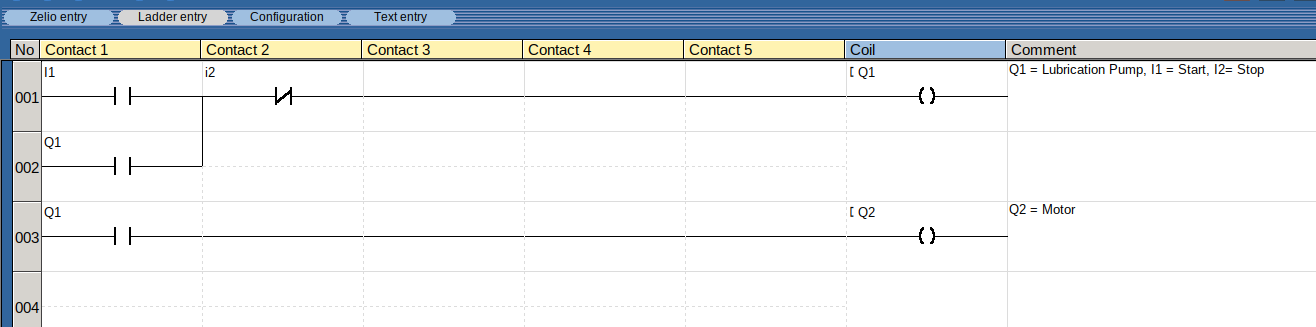 Zelio entry Ladder entry Configuration Text entry
No Contact 1 Contact 2 Contact 3 Contact 4 Contact 5 Coil Comment
I1 i2 [ Q1 Q1 = Lubrication Pump, I1 = Start, I2= Stop
001
Q1
002
Q1 [ Q2 Q2 = Motor
003
004